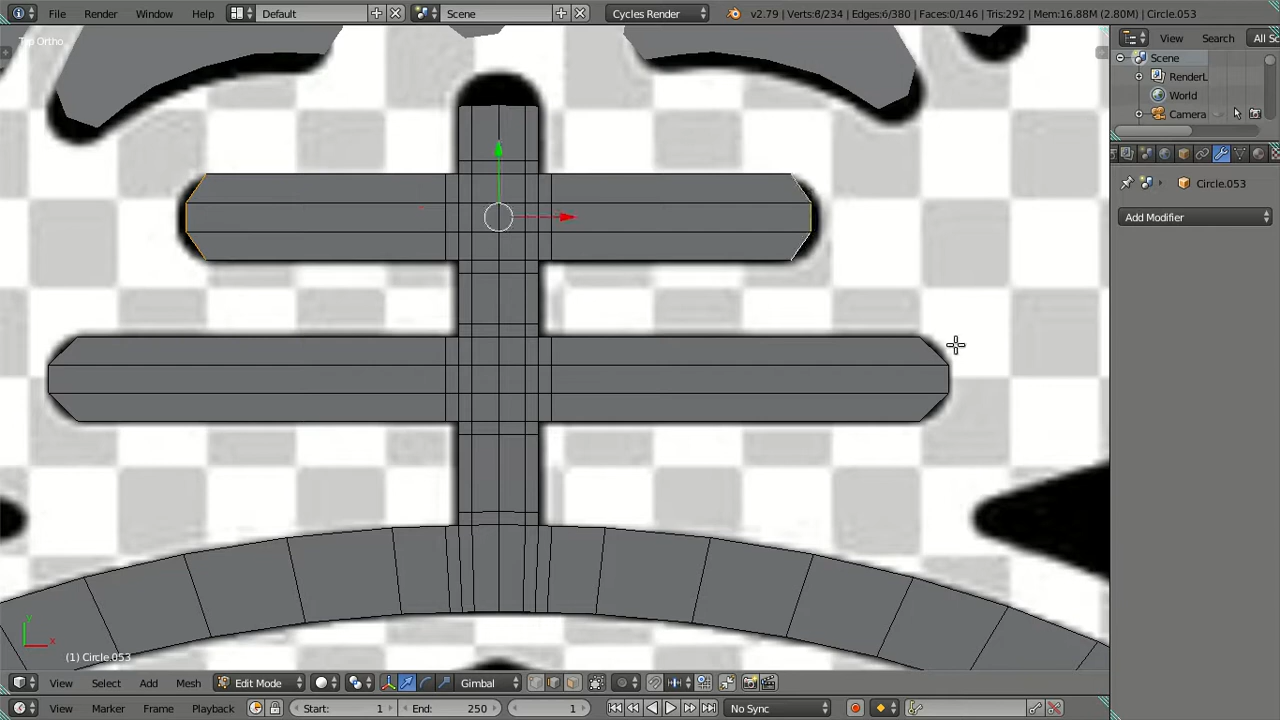 File Render Window Help Default Scene Cycles Render v2.79 | Verts:8/234 | Edges:6/380 | Faces:0/146 | Tris:292 | Mem:16.88M (2.80M) | Circle.053
Top Ortho
View Search All Sc
Scene
RenderL
World
Camera
Circle.053
Add Modifier
Y
X
(1) Circle.053
View Select Add Mesh Edit Mode Gimbal
View Marker Frame Playback Start: 1 End: 250 1 No Sync